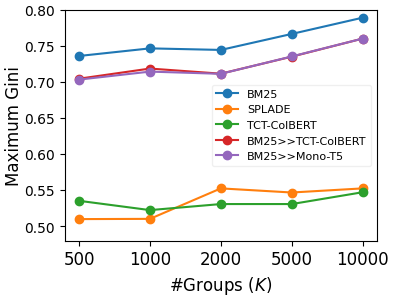 0.80
0.75
0.70
0.65
0.60
0.55
0.50
Maximum Gini
BM25
SPLADE
TCT-ColBERT
BM25>>TCT-ColBERT
BM25>>Mono-T5
500 1000 2000 5000 10000
#Groups (K)